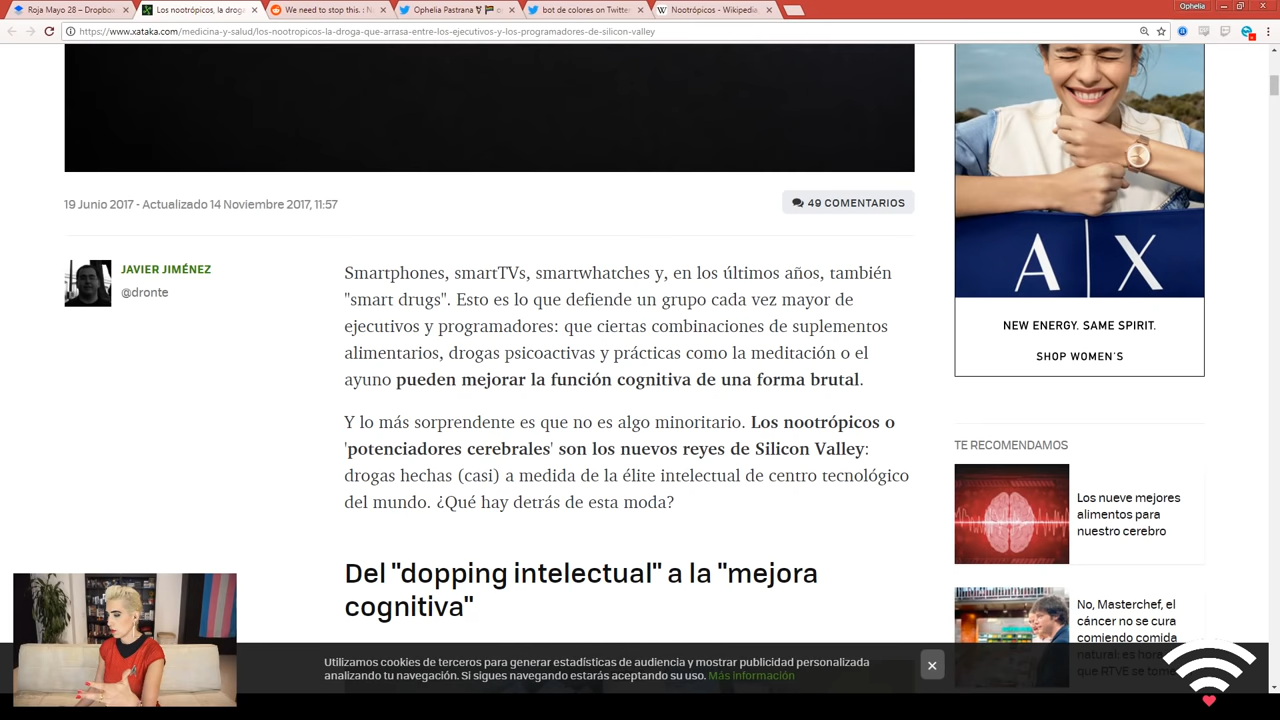 Roja Mayo 28 – Dropbox
Los nootrópicos, la droga
We need to stop this. : N
Ophelia Pastrana
bot de colores on Twitter
Nootrópicos - Wikipedia
Ophelia
https://www.xataka.com/medicina-y-salud/los-nootropicos-la-droga-que-arrasa-entre-los-ejecutivos-y-los-programadores-de-silicon-valley
19 Junio 2017 - Actualizado 14 Noviembre 2017, 11:57
49 COMENTARIOS
JAVIER JIMÉNEZ
@dronte
Smartphones, smartTVs, smartwhatches y, en los últimos años, también
"smart drugs". Esto es lo que defiende un grupo cada vez mayor de
ejecutivos y programadores: que ciertas combinaciones de suplementos
alimentarios, drogas psicoactivas y prácticas como la meditación o el
ayuno pueden mejorar la función cognitiva de una forma brutal.
Y lo más sorprendente es que no es algo minoritario. Los nootrópicos o
'potenciadores cerebrales' son los nuevos reyes de Silicon Valley:
drogas hechas (casi) a medida de la élite intelectual de centro tecnológico
del mundo. ¿Qué hay detrás de esta moda?
Del "dopping intelectual" a la "mejora
cognitiva"
A|X
NEW ENERGY. SAME SPIRIT.
SHOP WOMEN'S
TE RECOMENDAMOS
Los nueve mejores
alimentos para
nuestro cerebro
No, Masterchef, el
cáncer no se cura
comiendo comida
natural: es hora
que RTVE se
Utilizamos cookies de terceros para generar estadísticas de audiencia y mostrar publicidad personalizada
analizando tu navegación. Si sigues navegando estarás aceptando su uso. Más información